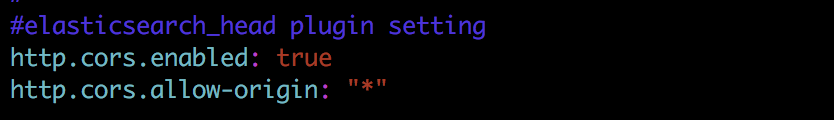 #elasticsearch_head plugin setting
http.cors.enabled: true
http.cors.allow-origin: "*"